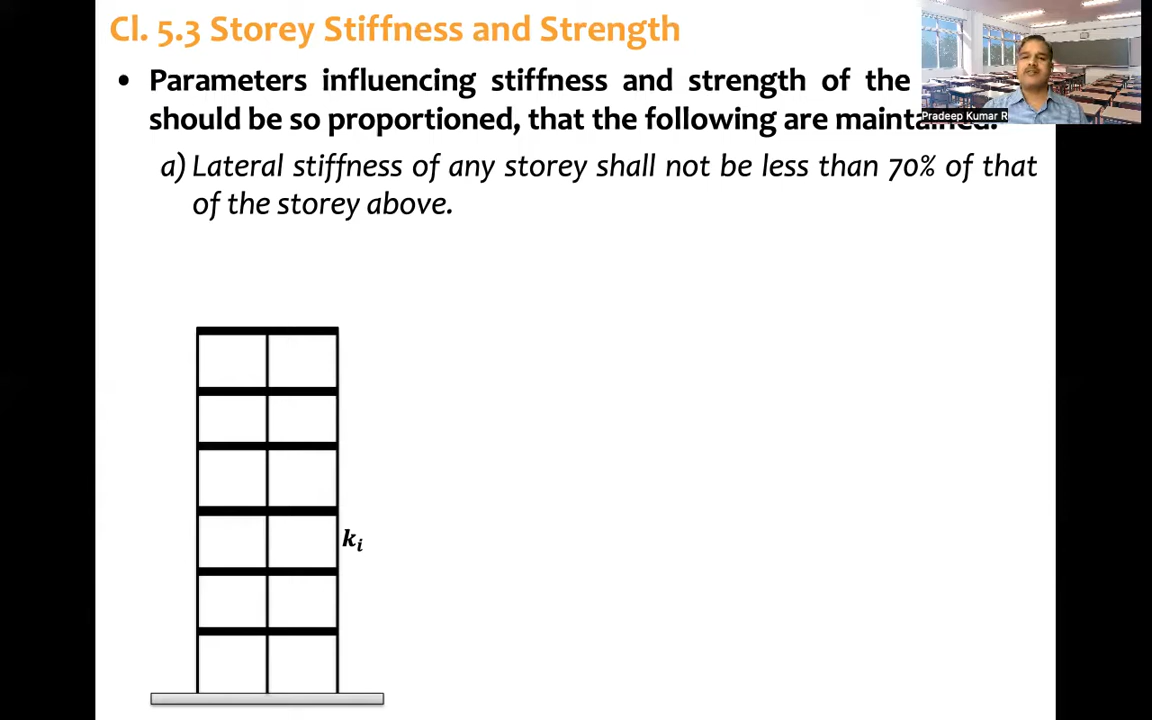 Cl. 5.3 Storey Stiffness and Strength
• Parameters influencing stiffness and strength of the
should be so proportioned, that the following are maintained:
a) Lateral stiffness of any storey shall not be less than 70% of that
of the storey above.
Pradeep Kumar R
k_i